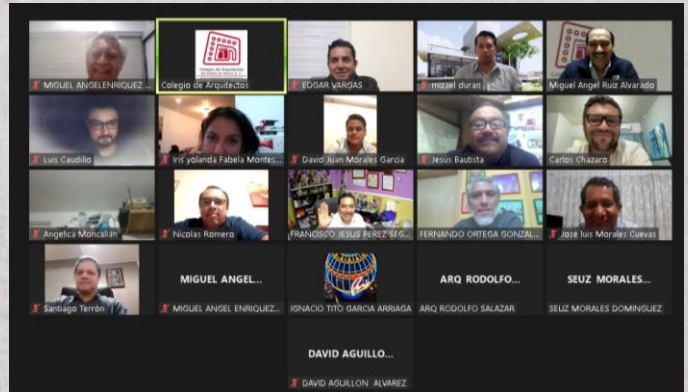 MIGUEL ANGELENRIQUEZ ...
Colegio de Arquitectos
EDGAR VARGAS
mizael duran
Miguel Angel Ruiz Alvarado
Luis Caudillo
Iris yolanda Fabela Montes...
David Juan Morales Garcia
Jesus Bautista
Carlos Chazaro
Angelica Moncalian
Nicolas Romero
FRANCISCO JESUS PEREZ SEG...
FERNANDO ORTEGA GONZAL...
Jose luis Morales Cuevas
Santiago Terrón
MIGUEL ANGEL...
MIGUEL ANGEL ENRIQUEZ...
IGNACIO TITO GARCIA ARRIAGA
ARQ RODOLFO...
ARQ RODOLFO SALAZAR
SEUZ MORALES...
SEUZ MORALES DOMINGUEZ
DAVID AGUILLO...
DAVID AGUILLON ALVAREZ